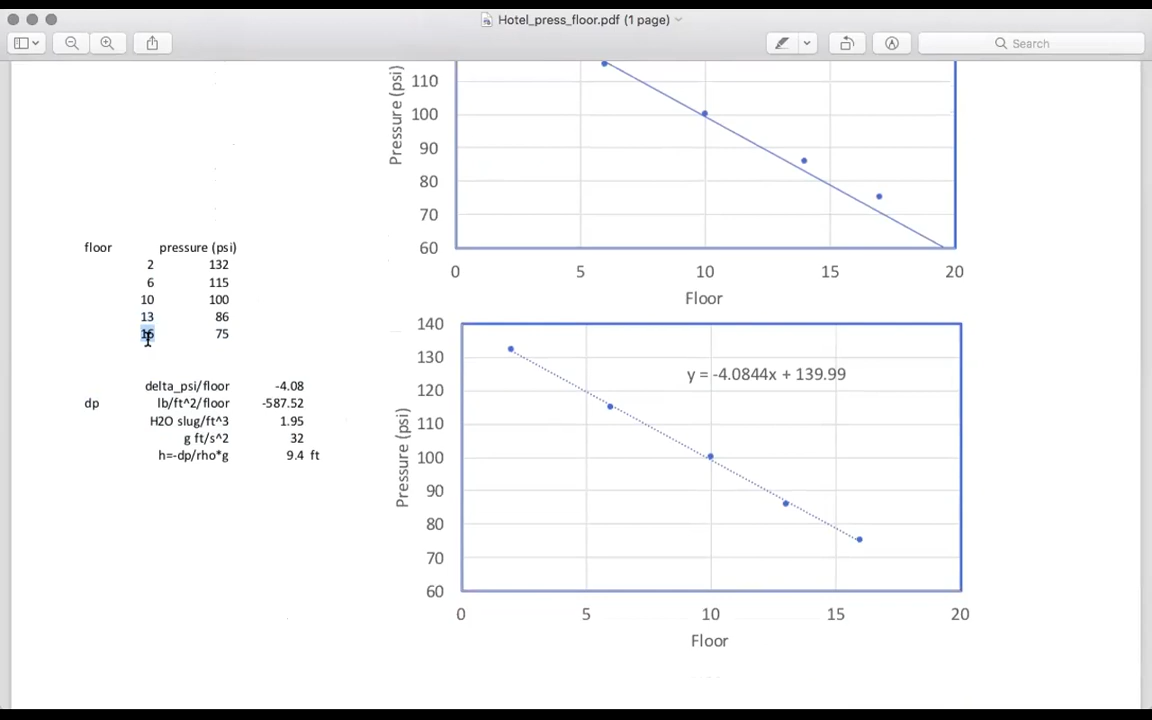 Hotel_press_floor.pdf (1 page)
Search
Pressure (psi)
110
100
90
80
70
60
0 5 10 15 20
Floor
floor pressure (psi)
2 132
6 115
10 100
13 86
16 75
delta_psi/floor -4.08
dp lb/ft^2/floor -587.52
H2O slug/ft^3 1.95
g ft/s^2 32
h=-dp/rho*g 9.4 ft
Pressure (psi)
140
130
120
110
100
90
80
70
60
y = -4.0844x + 139.99
0 5 10 15 20
Floor